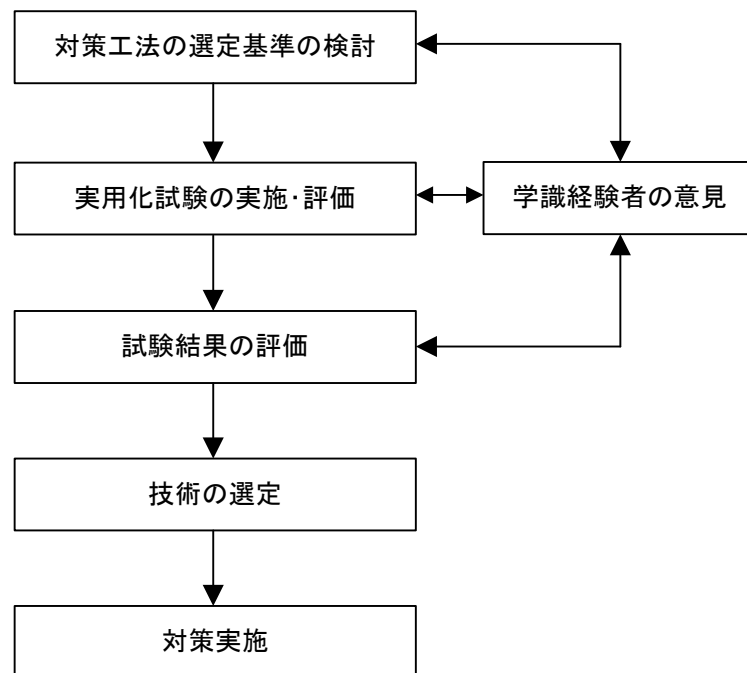 対策工法の選定基準の検討
実用化試験の実施・評価
学識経験者の意見
試験結果の評価
技術の選定
対策実施